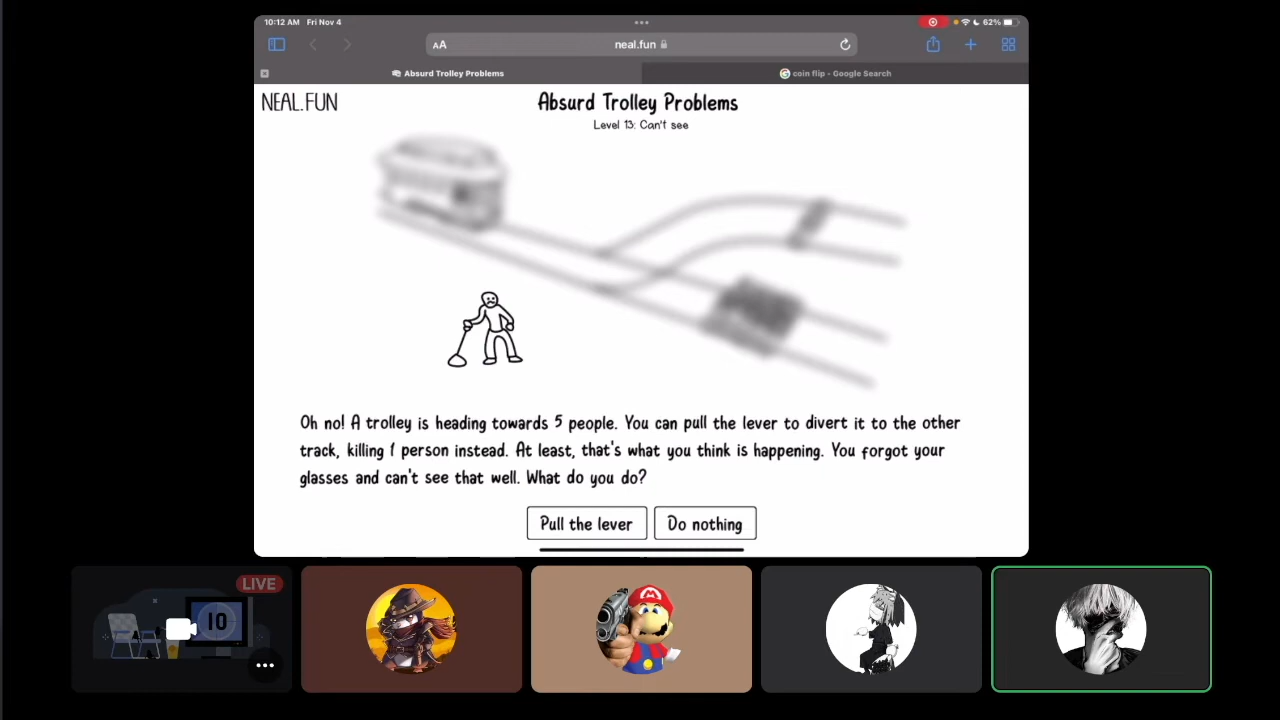 10:12 AM Fri Nov 4
62%
AA
neal.fun
Absurd Trolley Problems
coin flip - Google Search
NEAL.FUN
Absurd Trolley Problems
Level 13: Can't see
Oh no! A trolley is heading towards 5 people. You can pull the lever to divert it to the other
track, killing 1 person instead. At least, that's what you think is happening. You forgot your
glasses and can't see that well. What do you do?
Pull the lever
Do nothing
LIVE
10
M